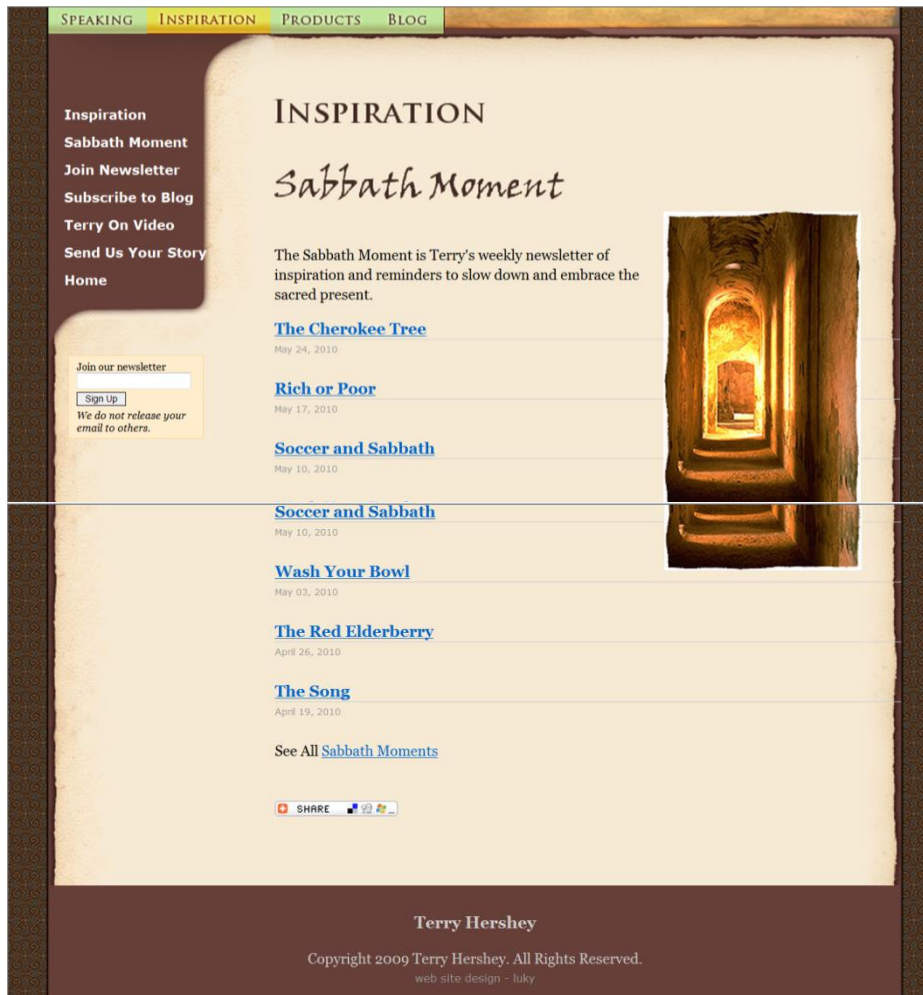 SPEAKING INSPIRATION PRODUCTS BLOG
Inspiration
Sabbath Moment
Join Newsletter
Subscribe to Blog
Terry On Video
Send Us Your Story
Home
Join our newsletter
Sign Up
We do not release your
email to others.
INSPIRATION
Sabbath Moment
The Sabbath Moment is Terry's weekly newsletter of
inspiration and reminders to slow down and embrace the
sacred present.
The Cherokee Tree
May 24, 2010
Rich or Poor
May 17, 2010
Soccer and Sabbath
May 10, 2010
Soccer and Sabbath
May 10, 2010
Wash Your Bowl
May 03, 2010
The Red Elderberry
April 26, 2010
The Song
April 19, 2010
See All Sabbath Moments
SHARE
Terry Hershey
Copyright 2009 Terry Hershey. All Rights Reserved.
web site design - luky